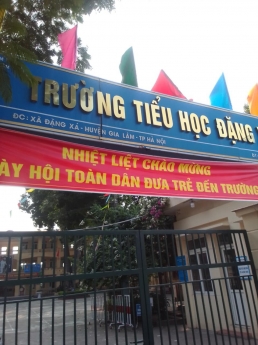 TRƯỜNG TIỂU HỌC ĐẶNG
ĐC: XÃ ĐẶNG XÁ - HUYỆN GIA LÂM - TP HÀ NỘI
NHIỆT LIỆT CHÀO MỪNG
ÀY HỘI TOÀN DÂN ĐƯA TRẺ ĐẾN TRƯỜNG